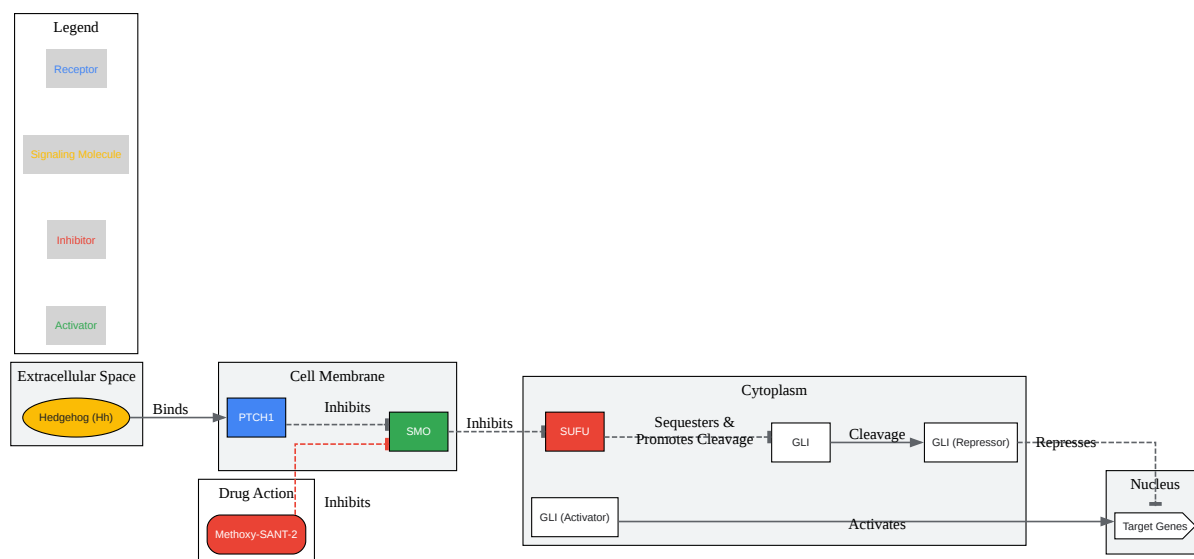 Legend
Receptor
Signaling Molecule
Inhibitor
Activator
Extracellular Space
Hedgehog (Hh)
Binds
Cell Membrane
PTCH1
Inhibits
SMO
Inhibits
Drug Action
Inhibits
Methoxy-SANT-2
Cytoplasm
SUFU
Sequesters &
Promotes Cleavage
GLI
Cleavage
GLI (Repressor)
Represses
GLI (Activator)
Activates
Nucleus
Target Genes